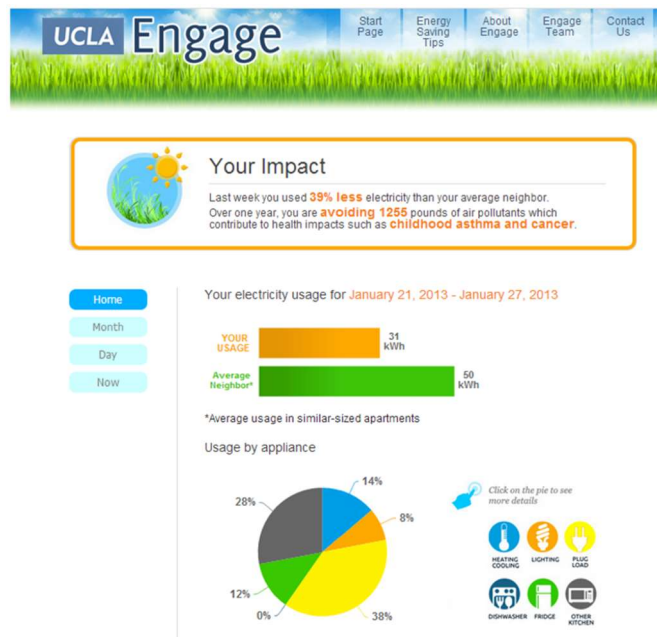 UCLA Engage
Start Page
Energy Saving Tips
About Engage
Engage Team
Contact Us
Your Impact
Last week you used 39% less electricity than your average neighbor.
Over one year, you are avoiding 1255 pounds of air pollutants which
contribute to health impacts such as childhood asthma and cancer.
Home
Month
Day
Now
Your electricity usage for January 21, 2013 - January 27, 2013
YOUR USAGE
31 kWh
Average Neighbor*
50 kWh
*Average usage in similar-sized apartments
Usage by appliance
14%
8%
38%
0%
12%
28%
Click on the pie to see
more details
HEATING COOLING
LIGHTING
PLUG LOAD
DISHWASHER
FRIDGE
OTHER KITCHEN